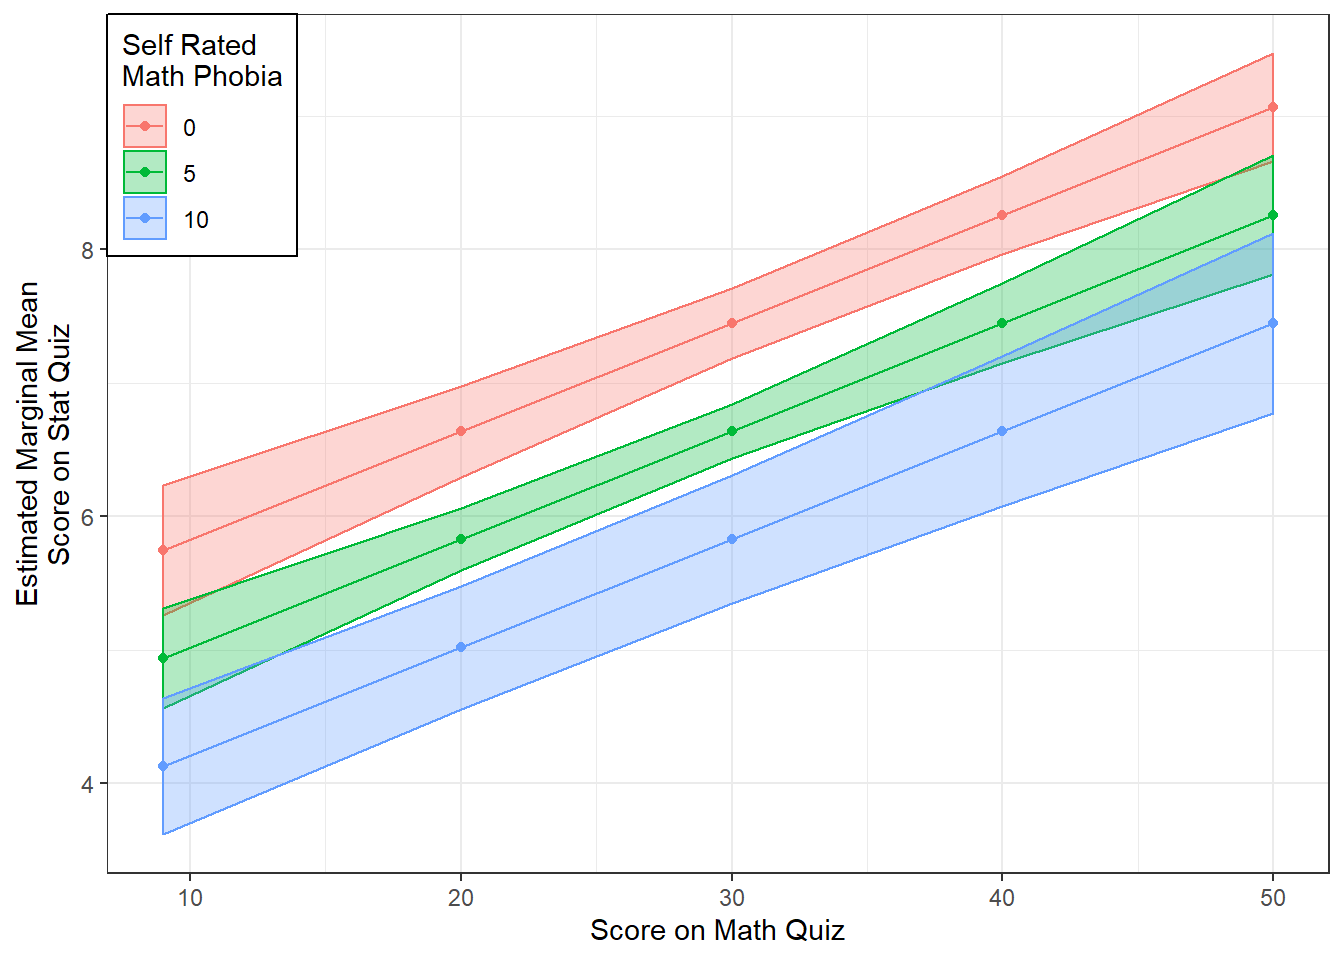 Self Rated
Math Phobia
0
5
10
8
6
4
Estimated Marginal Mean
Score on Stat Quiz
10 20 30 40 50
Score on Math Quiz